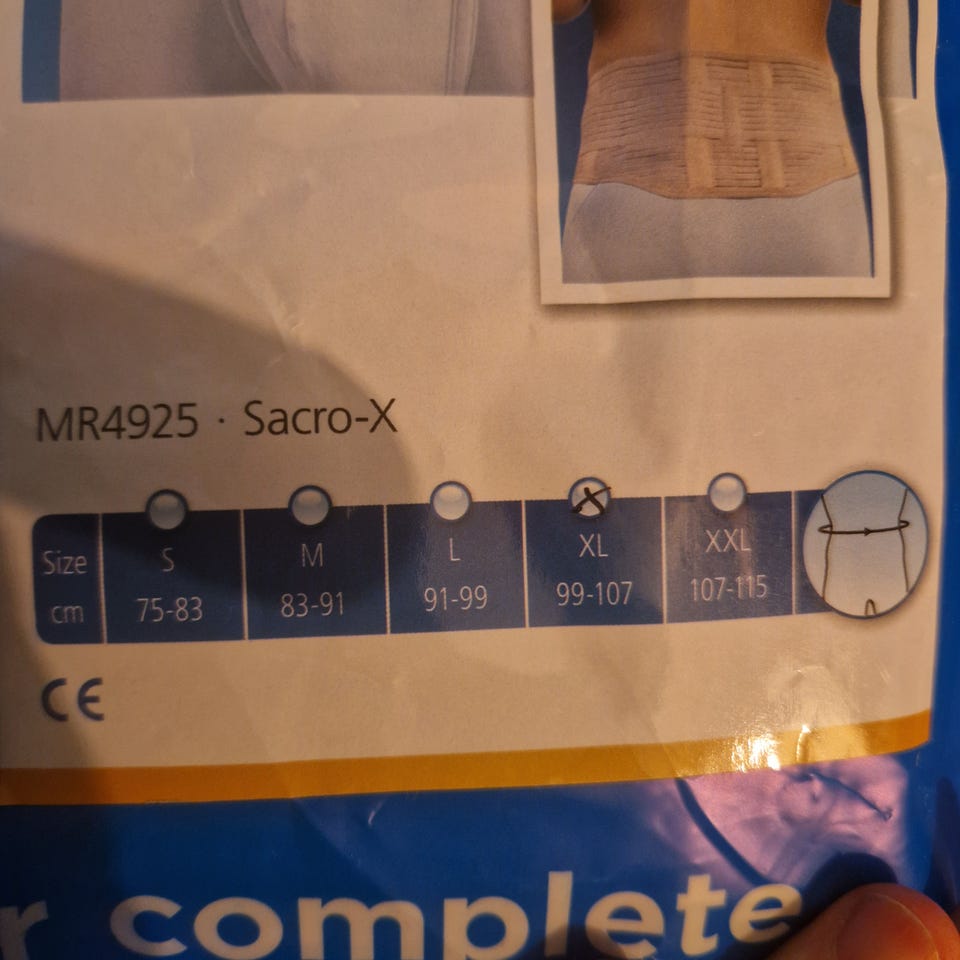 MR4925 · Sacro-X
Size S M L XL XXL
cm 75-83 83-91 91-99 99-107 107-115
CE
r complete